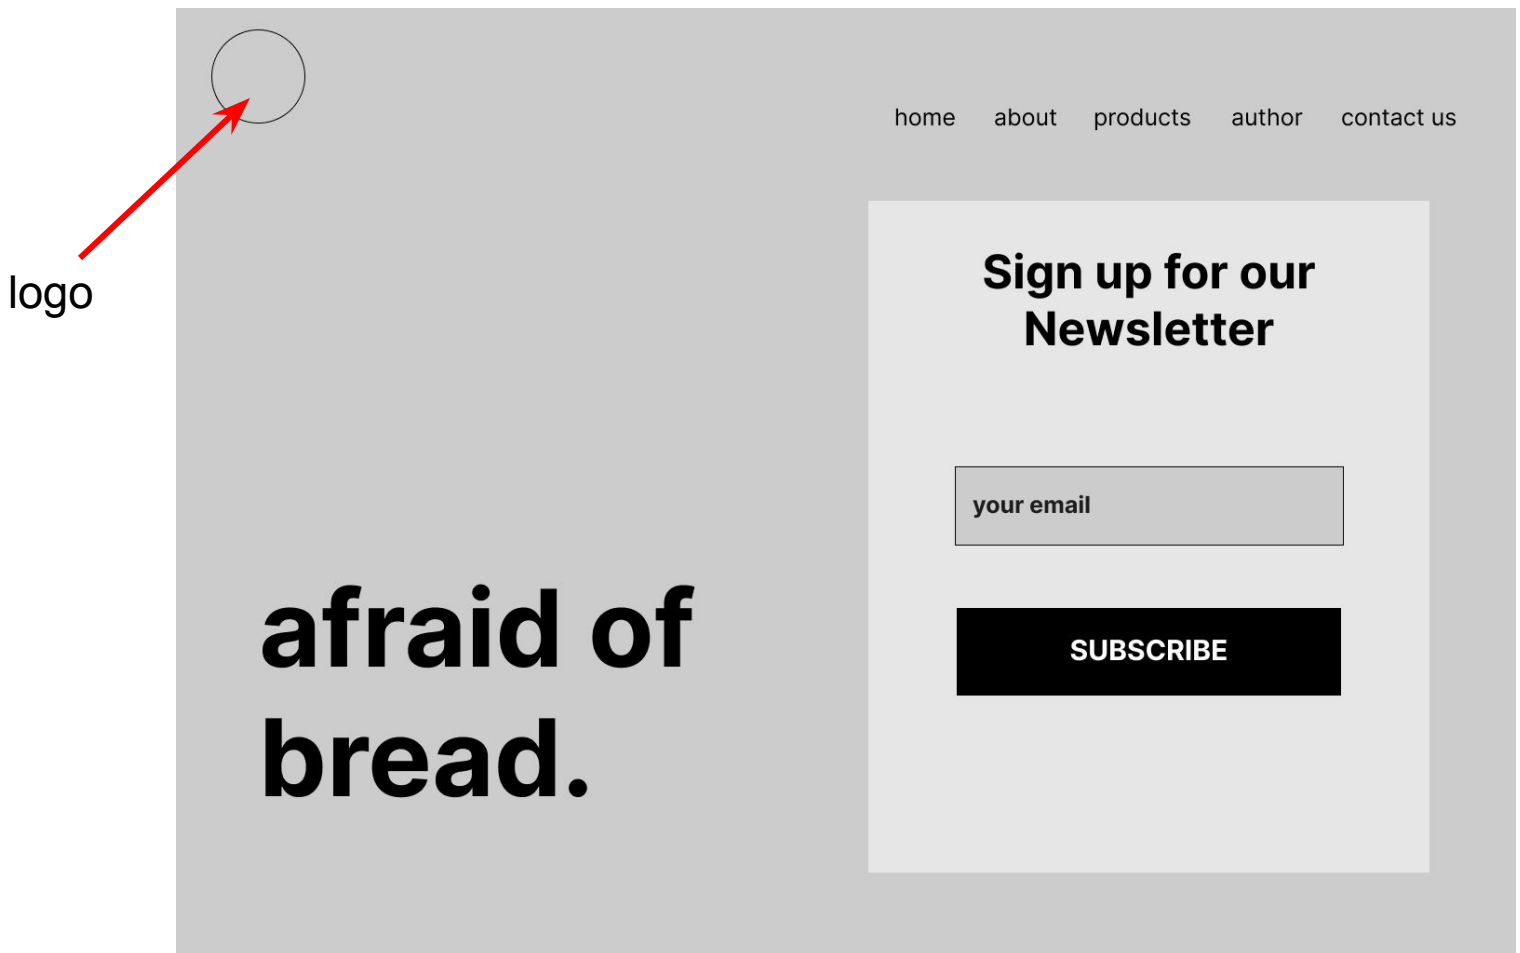 home about products author contact us
logo
Sign up for our
Newsletter
your email
SUBSCRIBE
afraid of
bread.